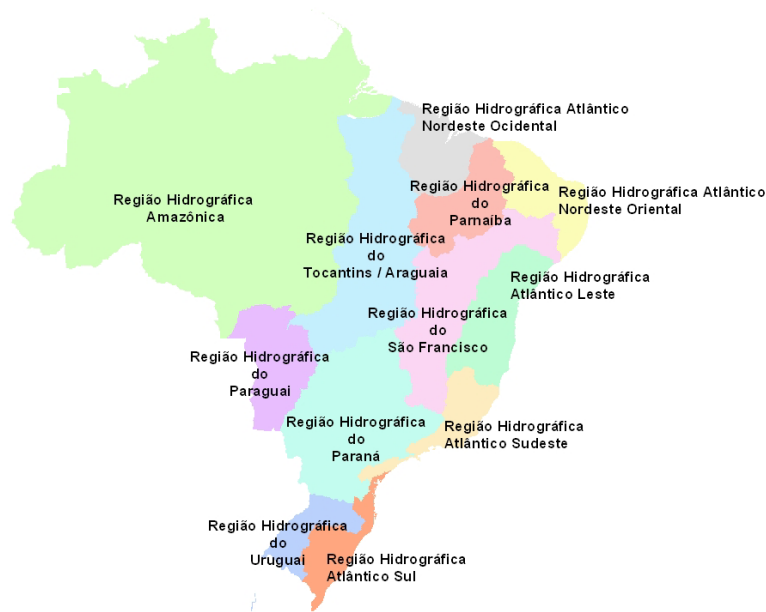 Região Hidrográfica Atlântico
Nordeste Ocidental
Região Hidrográfica
do
Parnaíba
Região Hidrográfica Atlântico
Nordeste Oriental
Região Hidrográfica
Amazônica
Região Hidrográfica
do
Tocantins / Araguaia
Região Hidrográfica
Atlântico Leste
Região Hidrográfica
do
São Francisco
Região Hidrográfica
do
Paraguai
Região Hidrográfica
do
Paraná
Região Hidrográfica
Atlântico Sudeste
Região Hidrográfica
do
Uruguai
Região Hidrográfica
Atlântico Sul